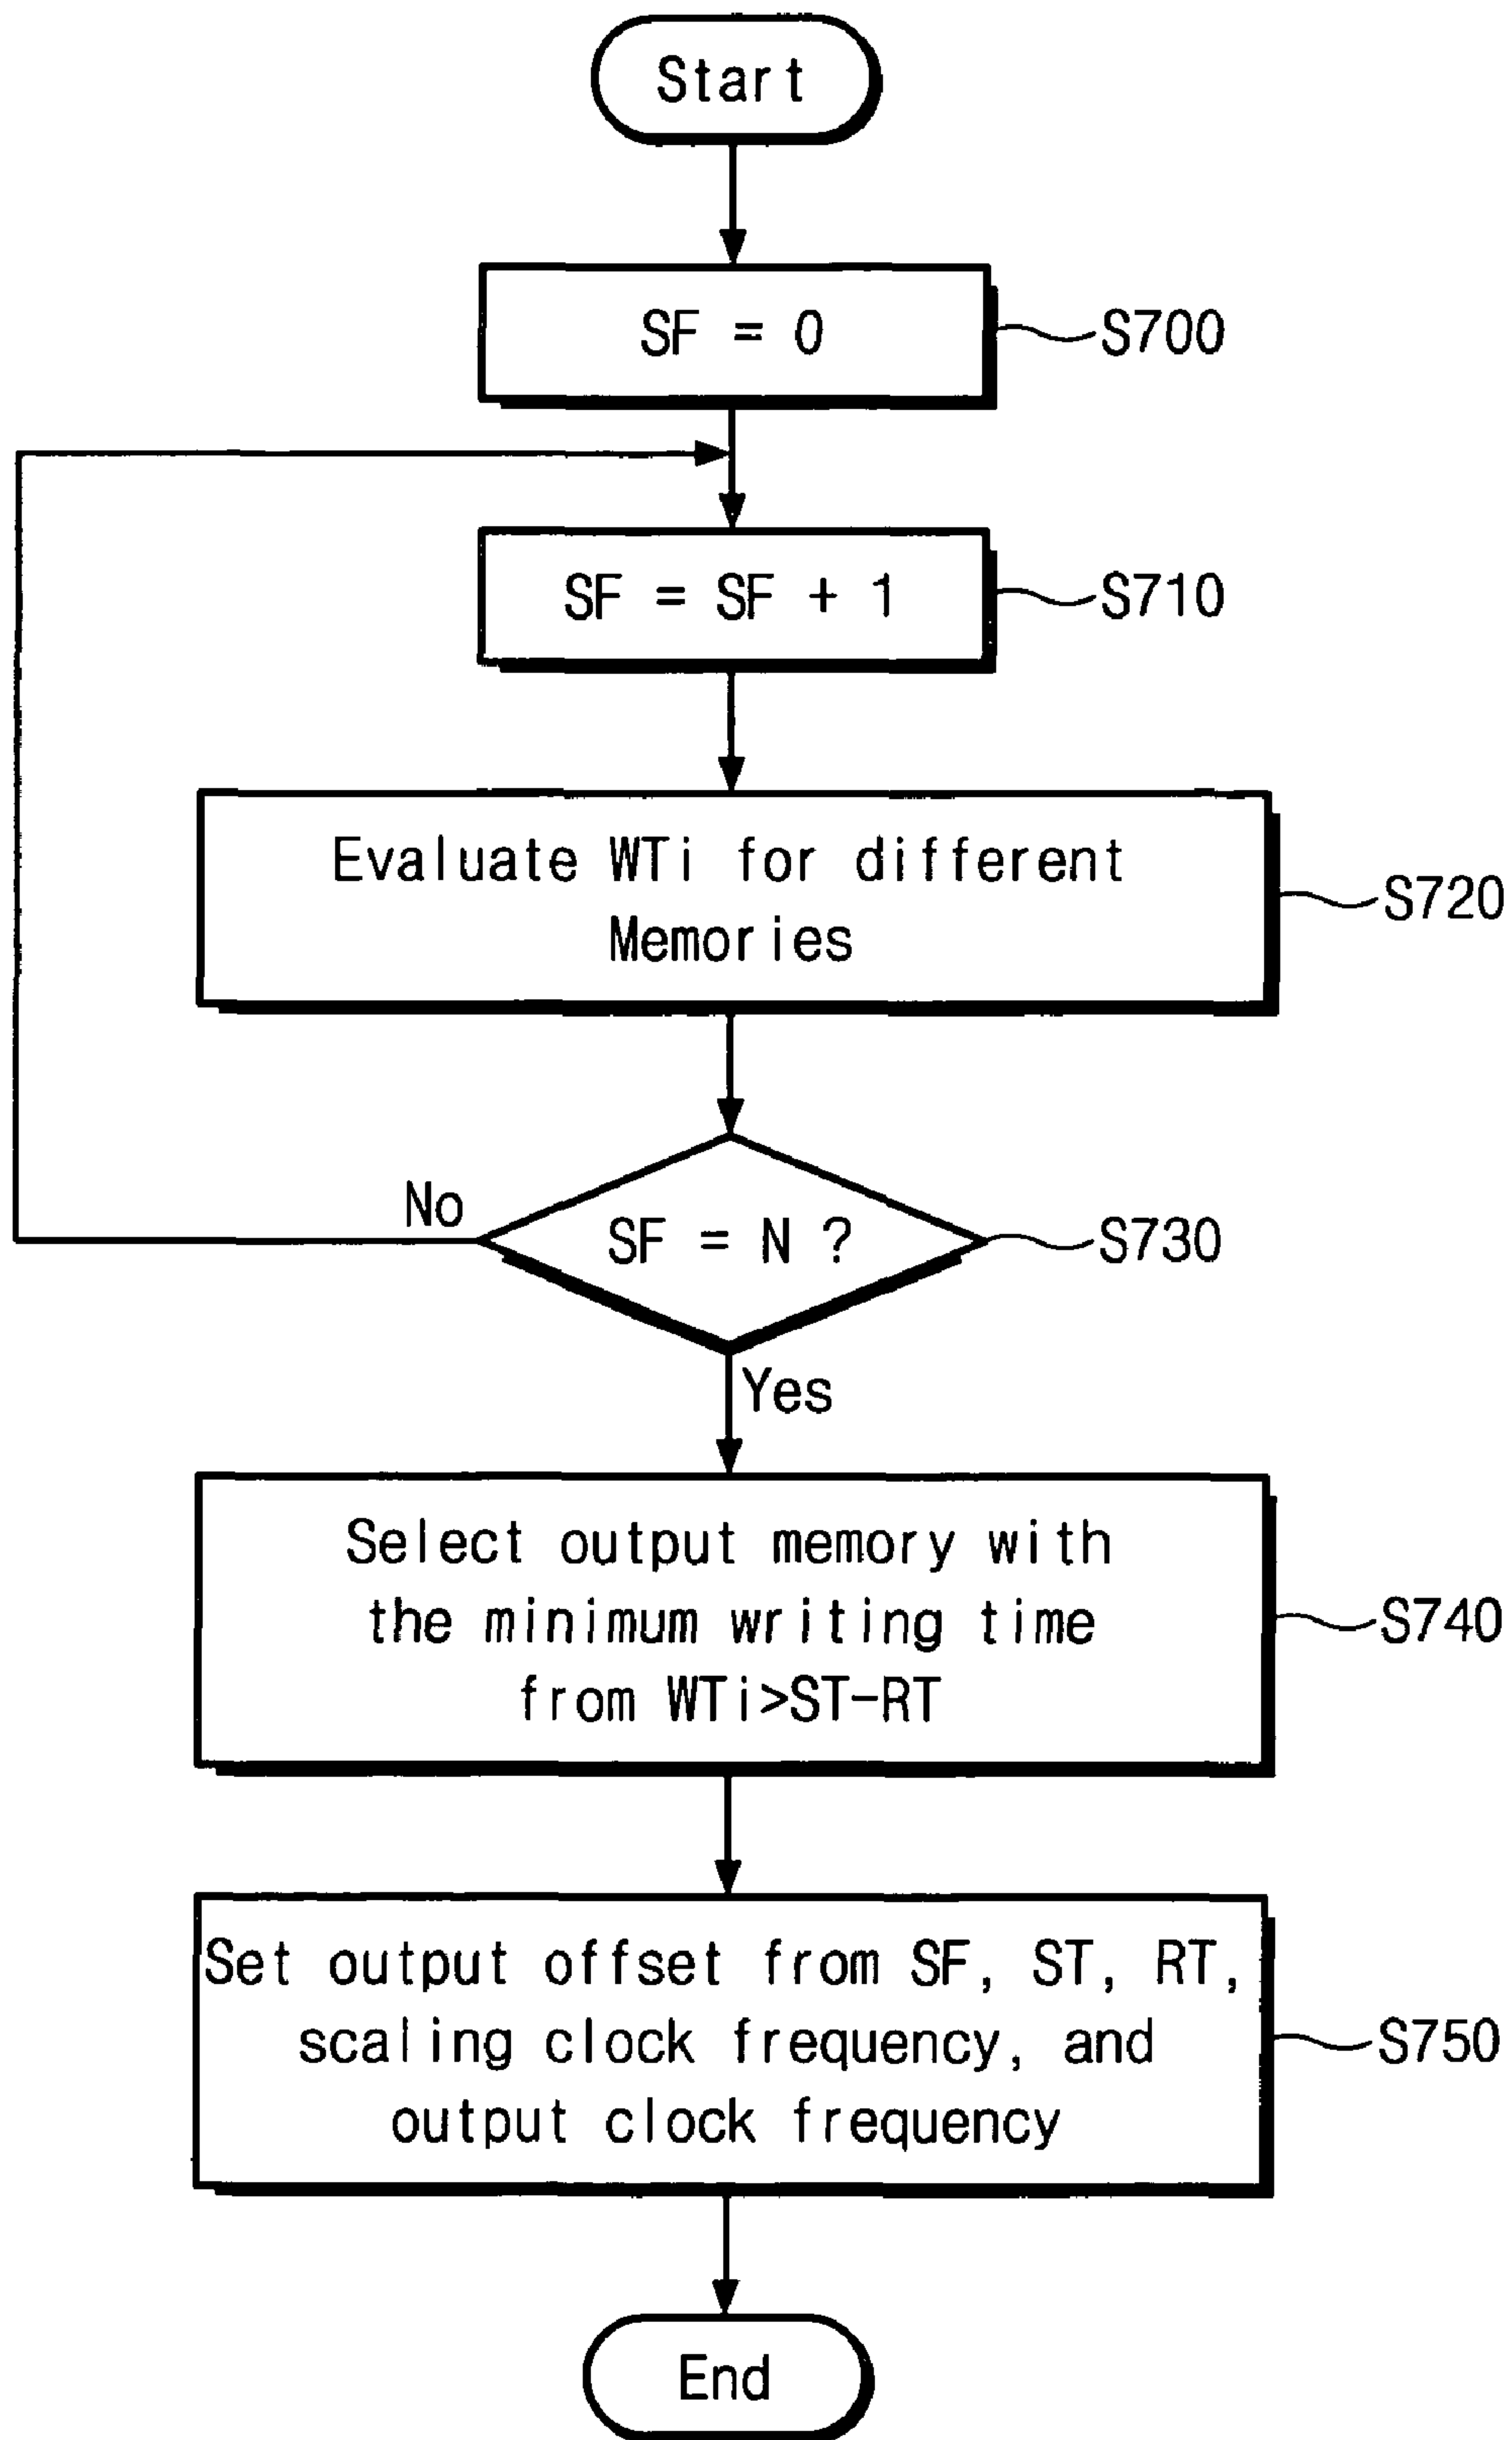 Start
SF = 0
S700
SF = SF + 1
S710
Evaluate WTi for different
Memories
S720
No
SF = N ?
S730
Yes
Select output memory with
the minimum writing time
from WTi>ST-RT
S740
Set output offset from SF, ST, RT,
scaling clock frequency, and
output clock frequency
S750
End